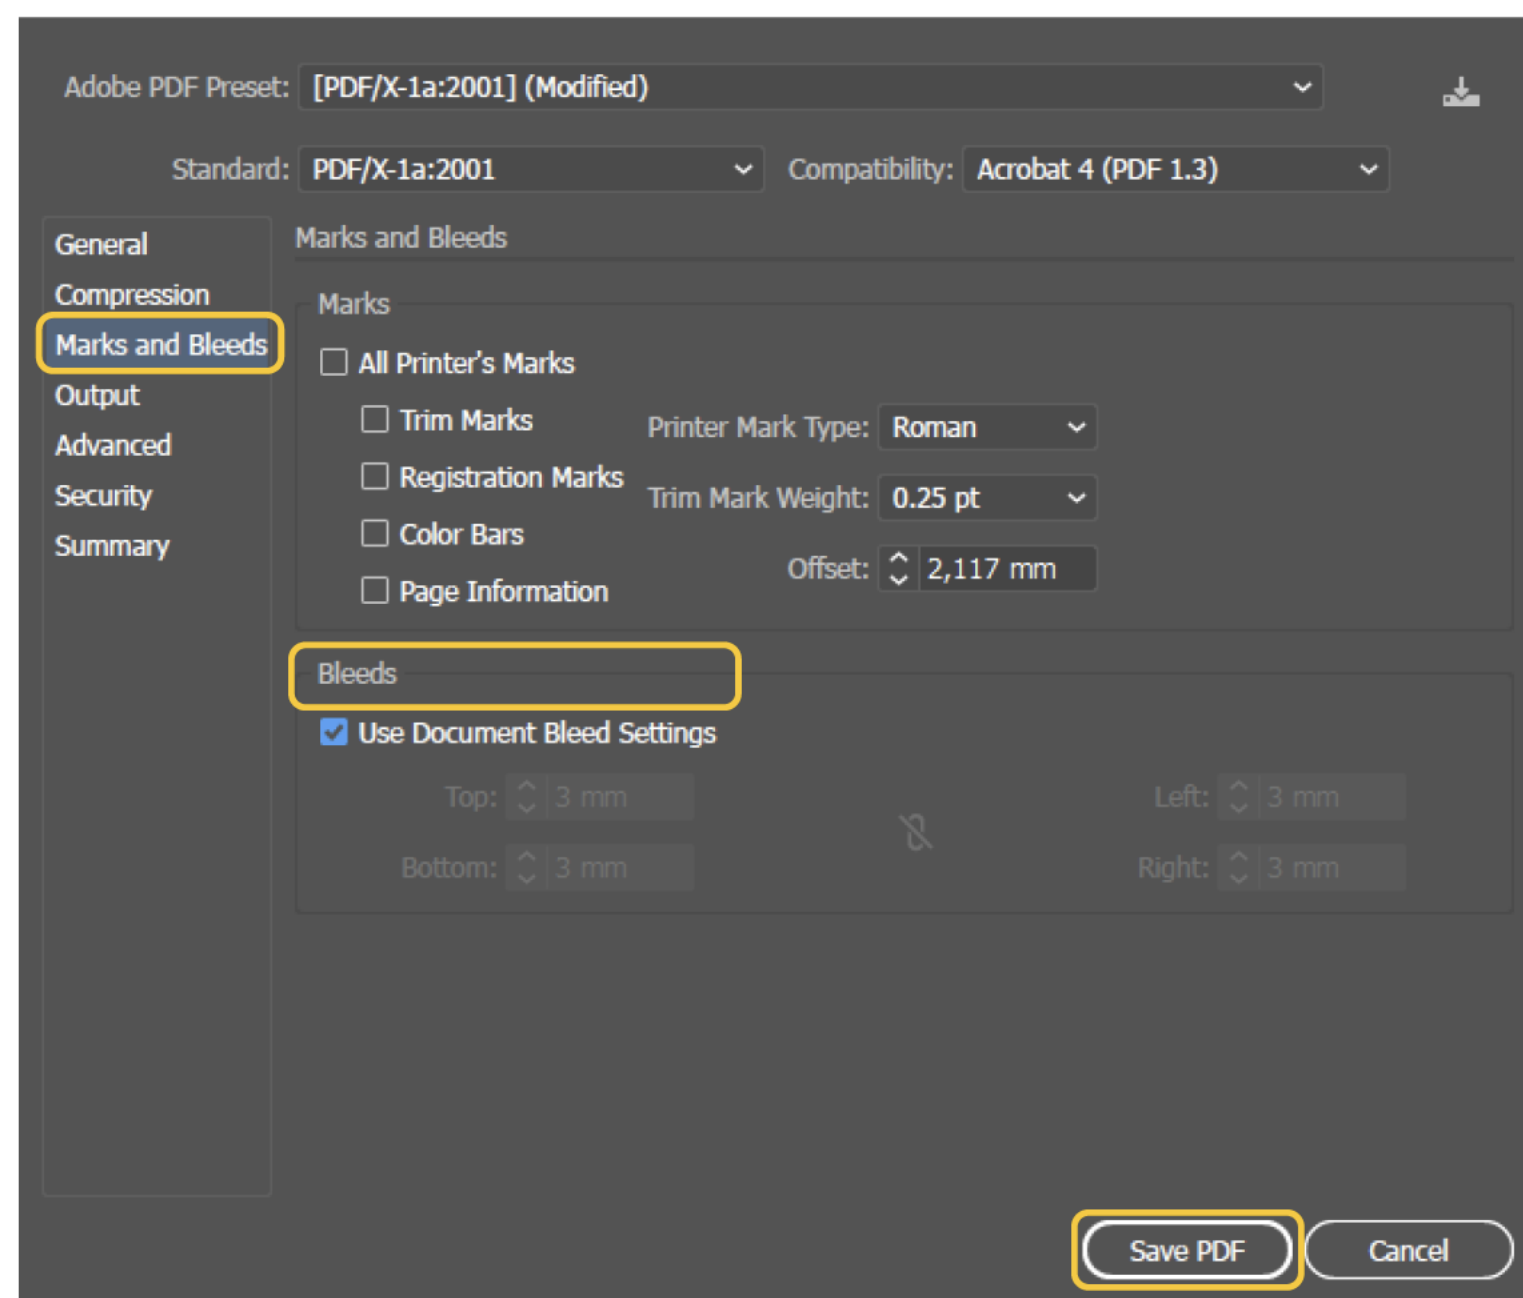 Adobe PDF Preset: [PDF/X-1a:2001] (Modified)
Standard: PDF/X-1a:2001 Compatibility: Acrobat 4 (PDF 1.3)
General
Compression
Marks and Bleeds
Output
Advanced
Security
Summary
Marks and Bleeds
Marks
All Printer's Marks
Trim Marks
Registration Marks
Color Bars
Page Information
Printer Mark Type: Roman
Trim Mark Weight: 0.25 pt
Offset: 2,117 mm
Bleeds
Use Document Bleed Settings
Top: 3 mm Left: 3 mm
Bottom: 3 mm Right: 3 mm
Save PDF Cancel